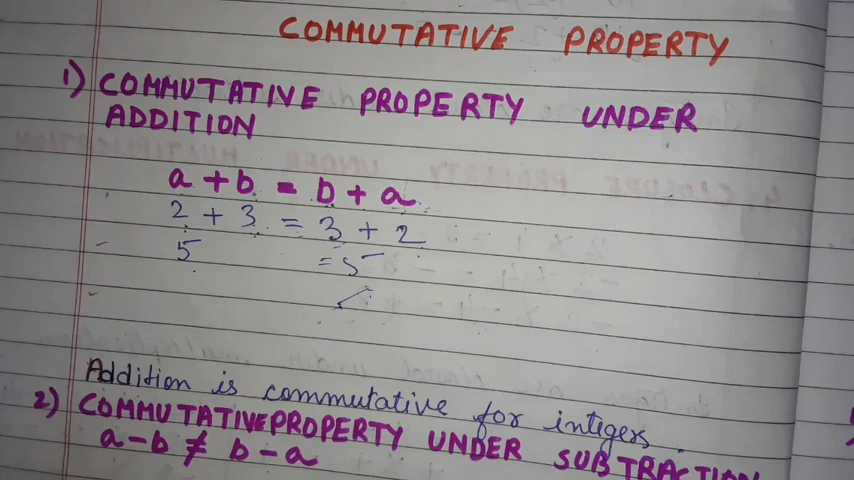 COMMUTATIVE PROPERTY
1) COMMUTATIVE PROPERTY UNDER
ADDITION
a + b = b + a
2 + 3 = 3 + 2
5 = 5
Addition is commutative for intigers
2) COMMUTATIVE PROPERTY UNDER SUBTRACTION
a - b ≠ b - a